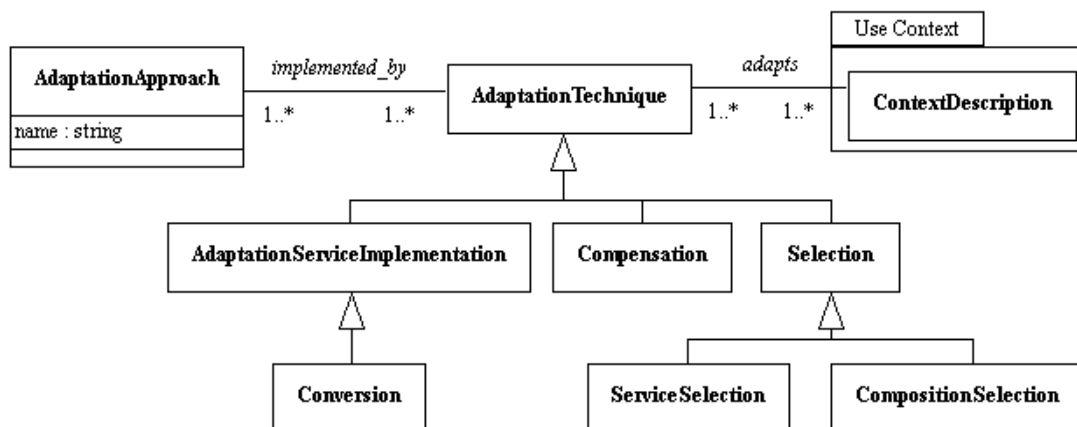 Use Context
AdaptationApproach
implemented_by
adapts
AdaptationTechnique
ContextDescription
1..*
1..*
1..*
1..*
name : string
AdaptationServiceImplementation
Compensation
Selection
Conversion
ServiceSelection
CompositionSelection